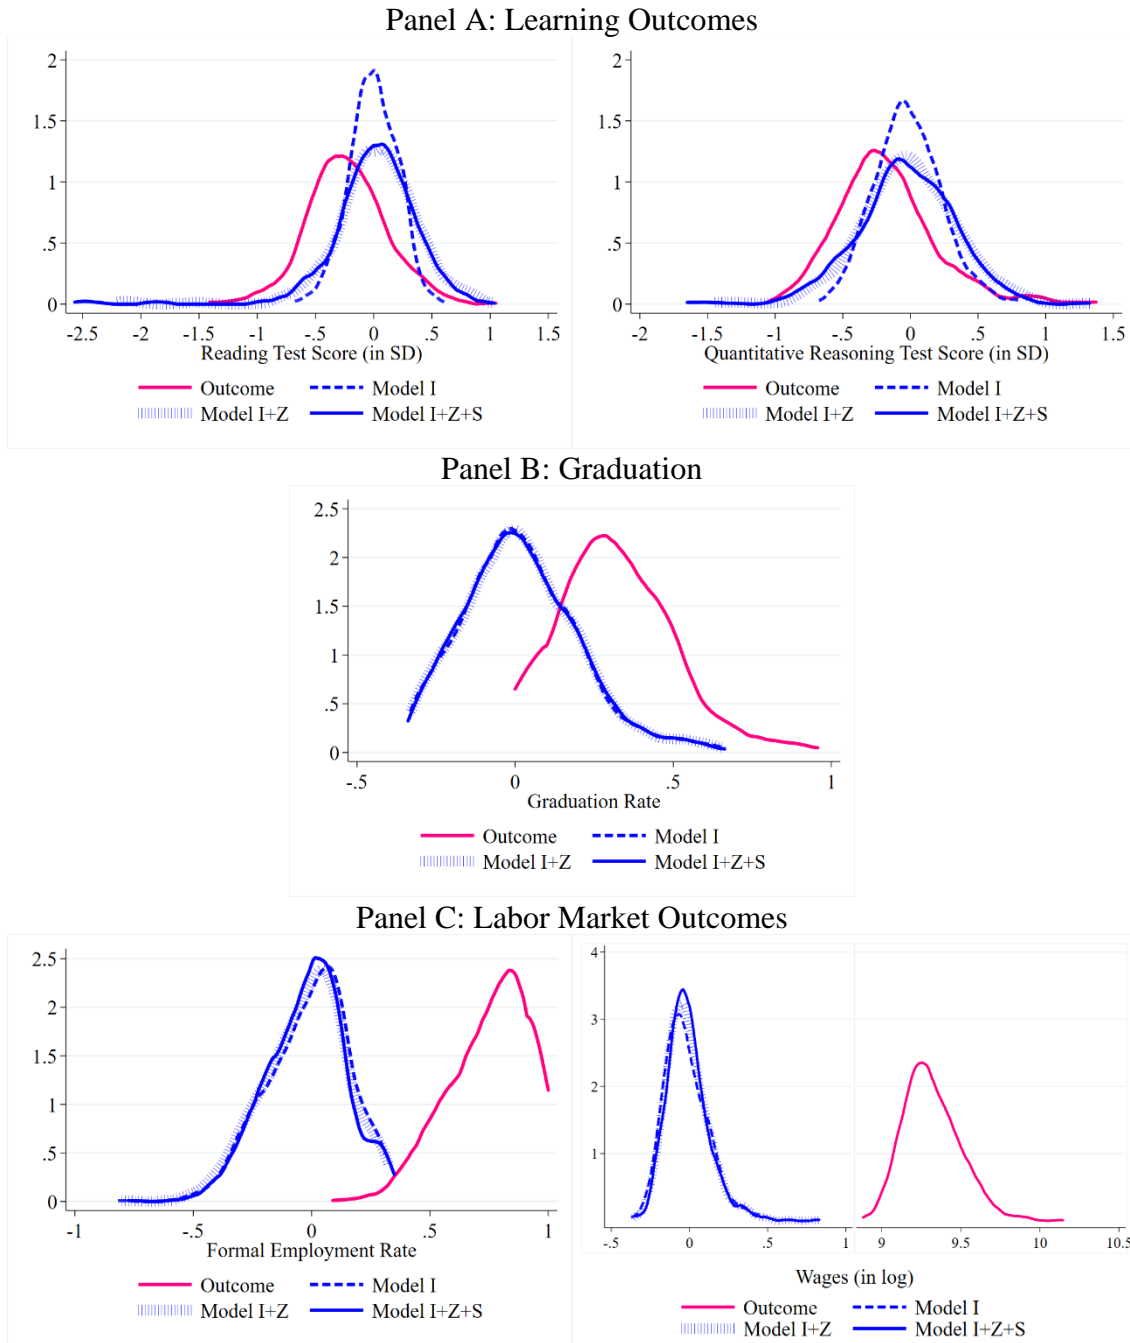 Panel A: Learning Outcomes
2
1.5
1
.5
0
-2.5 -2 -1.5 -1 -.5 0 .5 1 1.5
Reading Test Score (in SD)
Outcome Model I
Model I+Z Model I+Z+S
2
1.5
1
.5
0
-2 -1.5 -1 -.5 0 .5 1 1.5
Quantitative Reasoning Test Score (in SD)
Outcome Model I
Model I+Z Model I+Z+S
Panel B: Graduation
2.5
2
1.5
1
.5
0
-.5 0 .5 1
Graduation Rate
Outcome Model I
Model I+Z Model I+Z+S
Panel C: Labor Market Outcomes
2.5
2
1.5
1
.5
0
-1 -.5 0 .5 1
Formal Employment Rate
Outcome Model I
Model I+Z Model I+Z+S
4
3
2
1
-.5 0 .5 1 9 9.5 10 10.5
Wages (in log)
Outcome Model I
Model I+Z Model I+Z+S